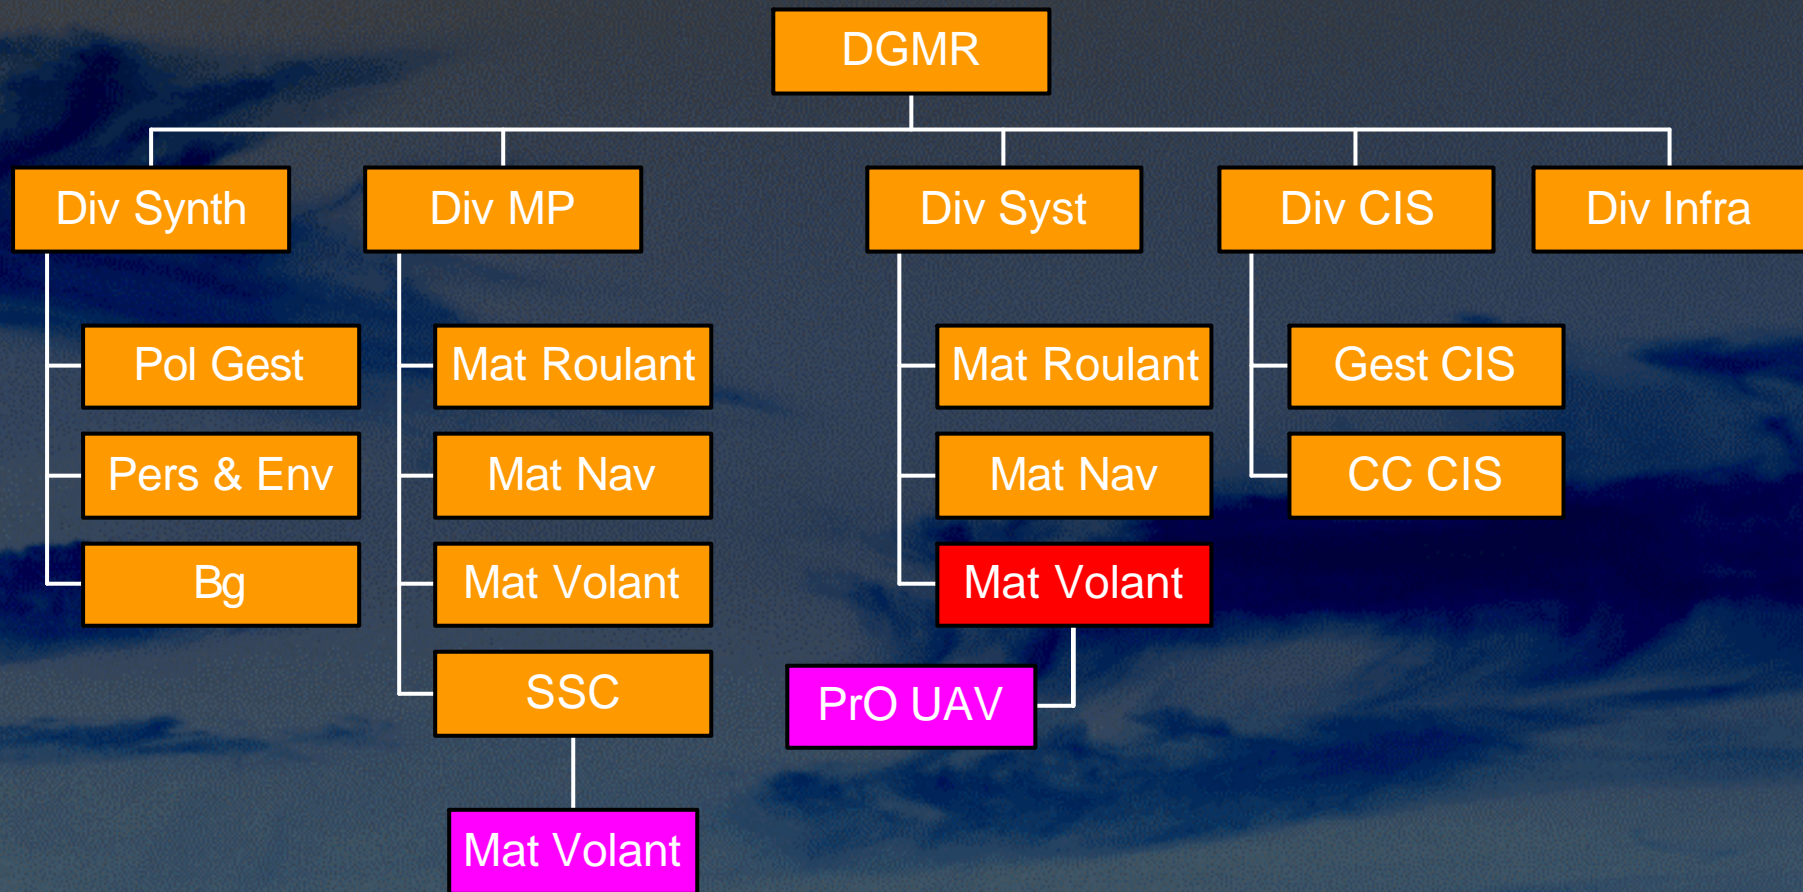 DGMR
Div Synth
Div MP
Div Syst
Div CIS
Div Infra
Pol Gest
Mat Roulant
Mat Roulant
Gest CIS
Pers & Env
Mat Nav
Mat Nav
CC CIS
Bg
Mat Volant
Mat Volant
SSC
PrO UAV
Mat Volant